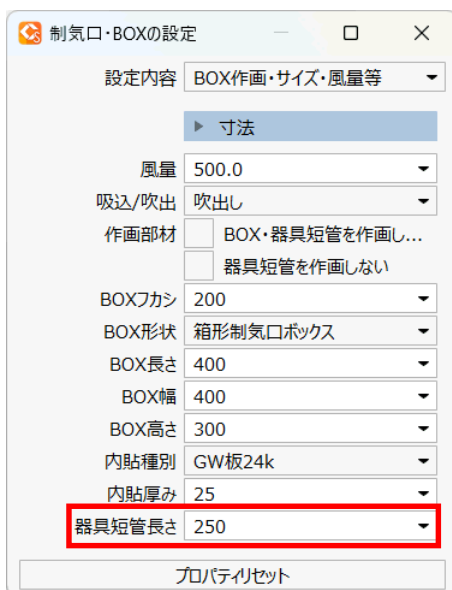 制気口・BOXの設定
設定内容 BOX作画・サイズ・風量等
寸法
風量 500.0
吸込/吹出 吹出し
作画部材 BOX・器具短管を作画し...
器具短管を作画しない
BOXフカシ 200
BOX形状 箱形制気口ボックス
BOX長さ 400
BOX幅 400
BOX高さ 300
内貼種別 GW板24k
内貼厚み 25
器具短管長さ 250
プロパティリセット